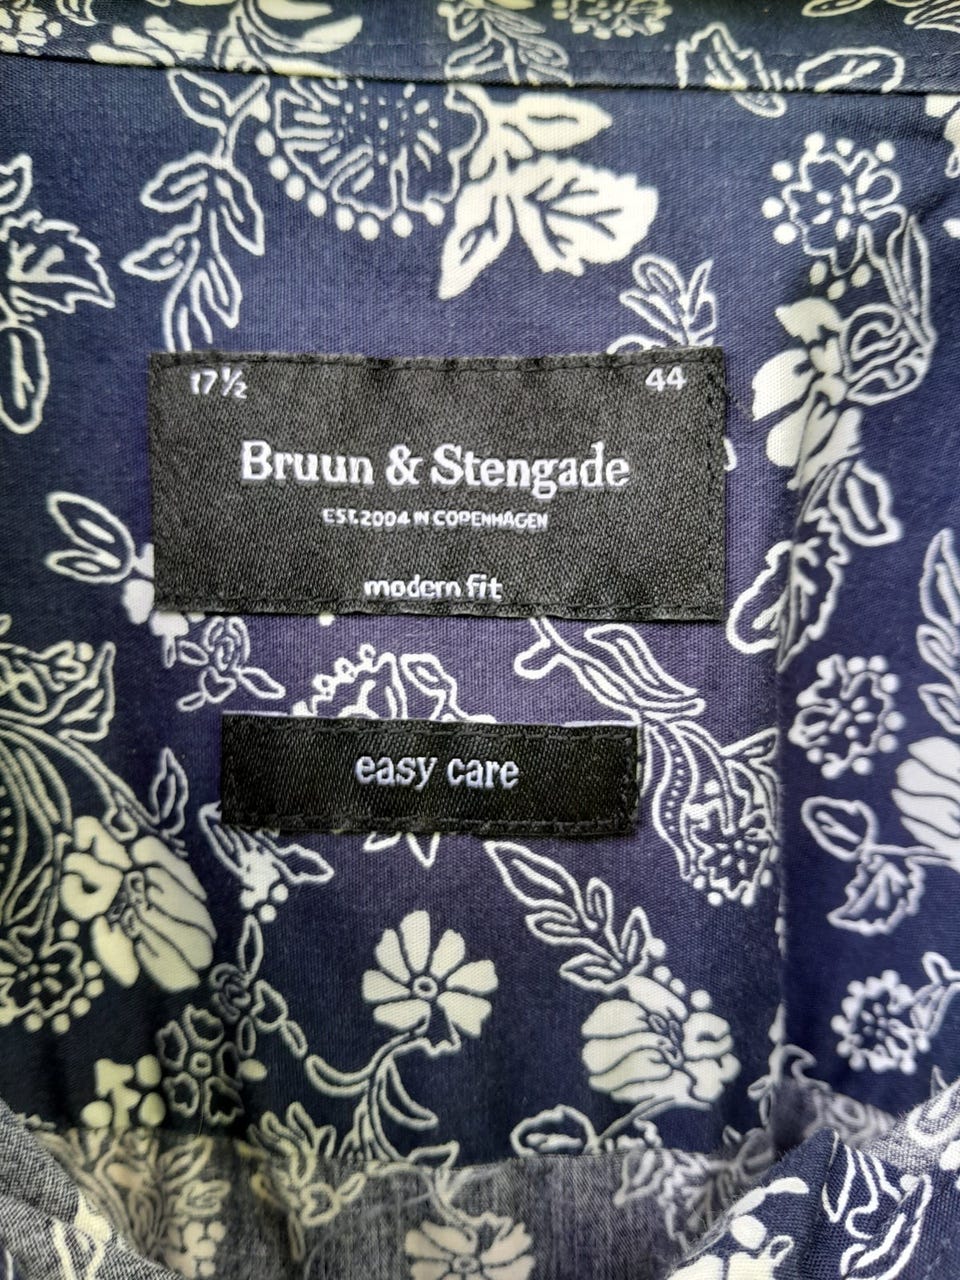 17½ 44
Bruun & Stengade
EST.2004 IN COPENHAGEN
modern fit
easy care